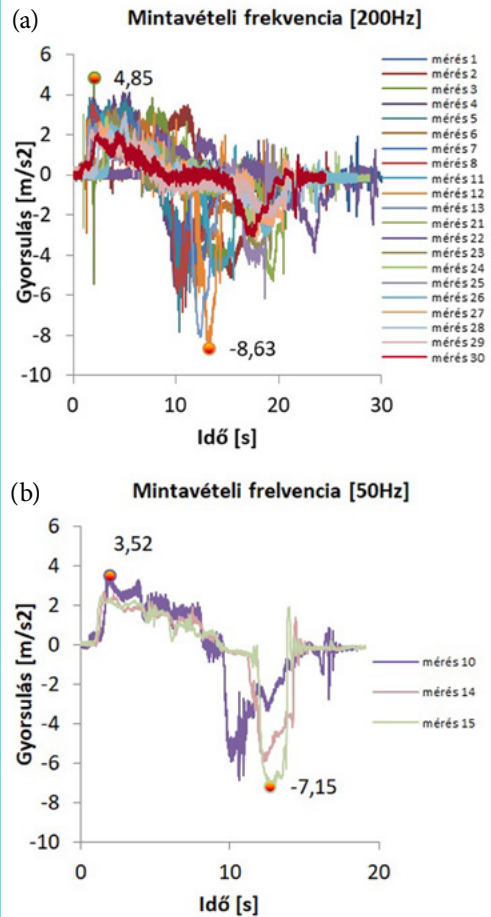 (a)
Mintavételi frekvencia [200Hz]
Gyorsulás [m/s2]
6
4
2
0
-2
-4
-6
-8
-10
4,85
-8,63
0
10
20
30
Idő [s]
mérés 1
mérés 2
mérés 3
mérés 4
mérés 5
mérés 6
mérés 7
mérés 8
mérés 11
mérés 12
mérés 13
mérés 21
mérés 22
mérés 23
mérés 24
mérés 25
mérés 26
mérés 27
mérés 28
mérés 29
mérés 30
(b)
Mintavételi frelvencia [50Hz]
Gyorsulás [m/s2]
6
4
2
0
-2
-4
-6
-8
-10
3,52
-7,15
0
10
20
Idő [s]
mérés 10
mérés 14
mérés 15